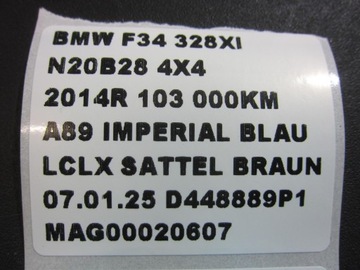 BMW F34 328XI
N20B28 4X4
2014R 103 000KM
A89 IMPERIAL BLAU
LCLX SATTEL BRAUN
07.01.25 D448889P1
MAG00020607